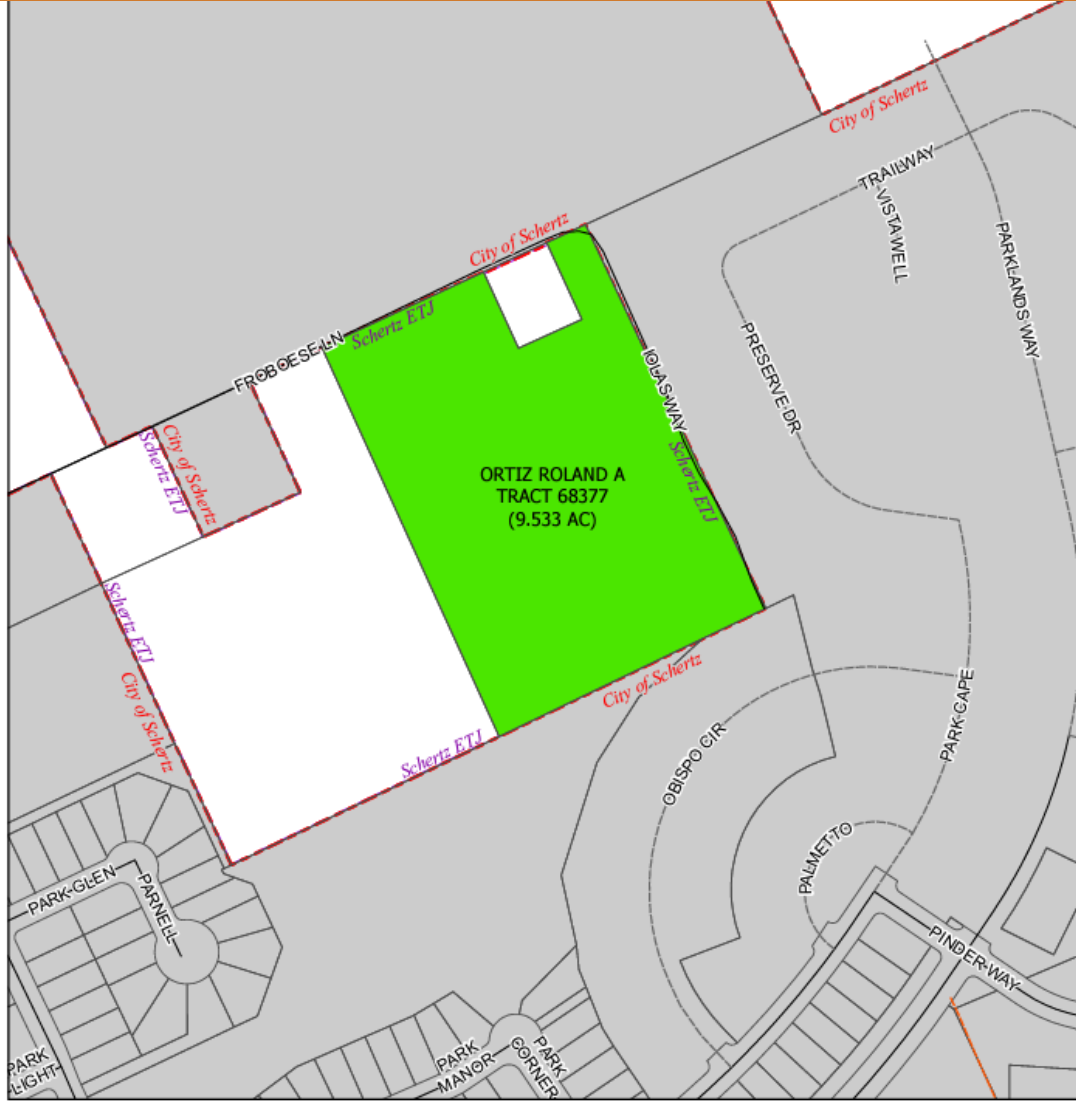 City of Schertz
TRAILWAY
VISTA WELL
PARKLANDS WAY
City of Schertz
Schertz ETJ
FROBOESE LN
PRESERVE DR
IOLAS WAY
Schertz ETJ
City of Schertz
Schertz ETJ
ORTIZ ROLAND A
TRACT 68377
(9.533 AC)
Schertz ETJ
City of Schertz
City of Schertz
Schertz ETJ
OBISPO CIR
PARK CAPE
PALMETTO
PARK GLEN
PARNELL
PINDER WAY
PARK
LIGHT
PARK
MANOR
PARK
CORNER